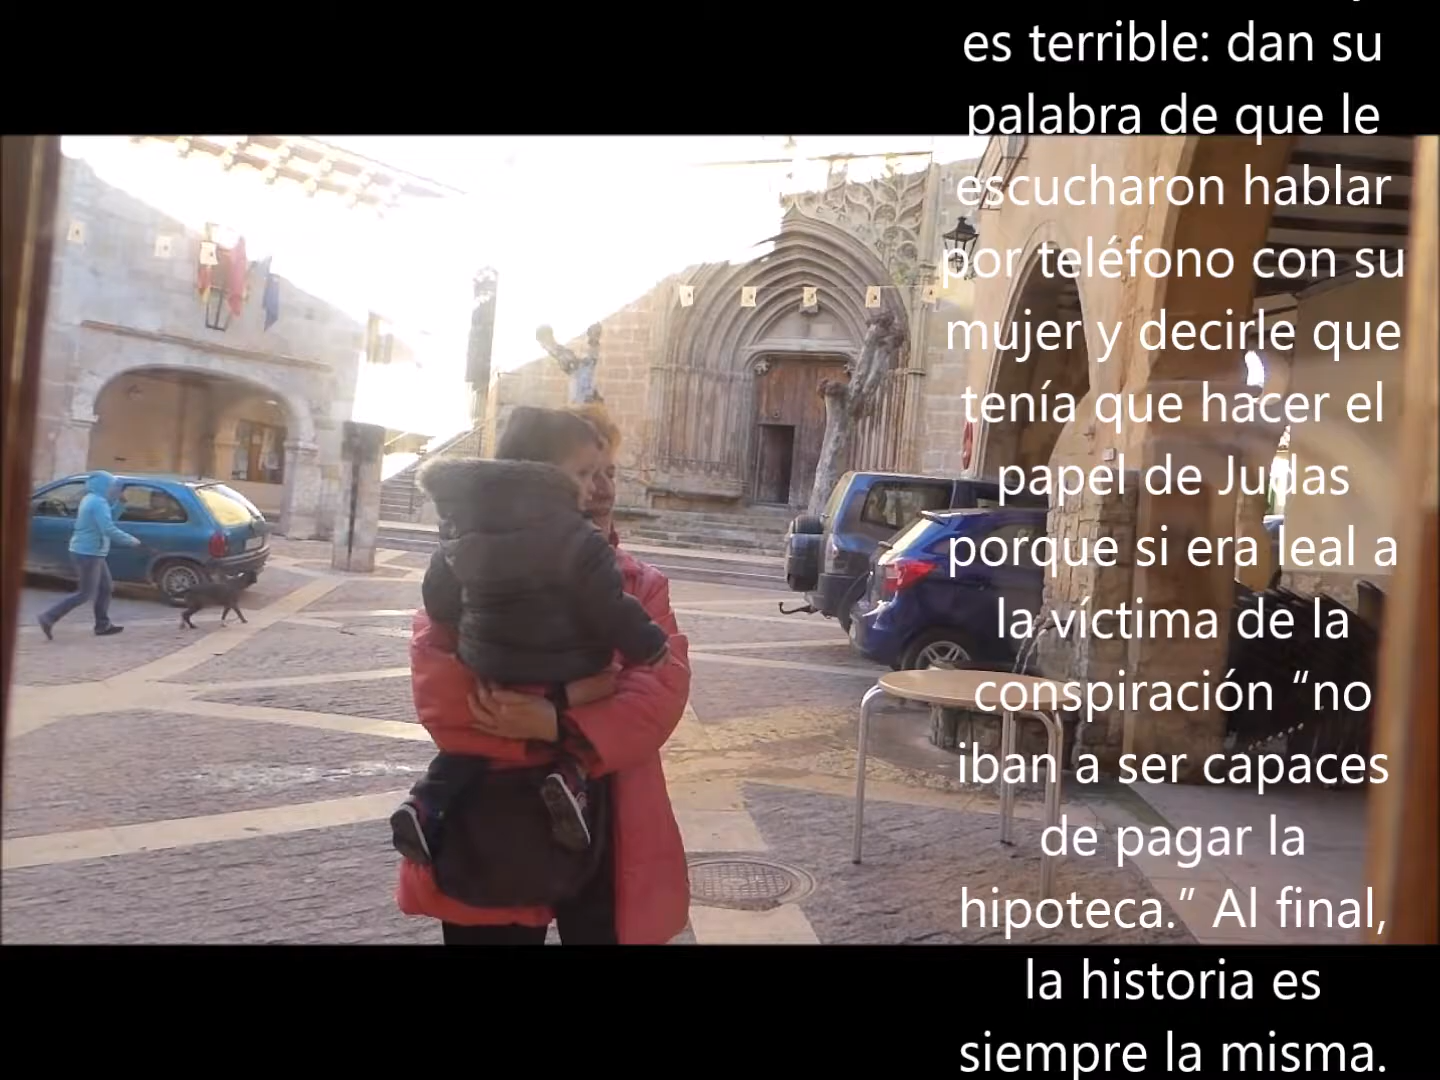 es terrible: dan su
palabra de que le
escucharon hablar
por teléfono con su
mujer y decirle que
tenía que hacer el
papel de Judas
porque si era leal a
la víctima de la
conspiración “no
iban a ser capaces
de pagar la
hipoteca.” Al final,
la historia es
siempre la misma.